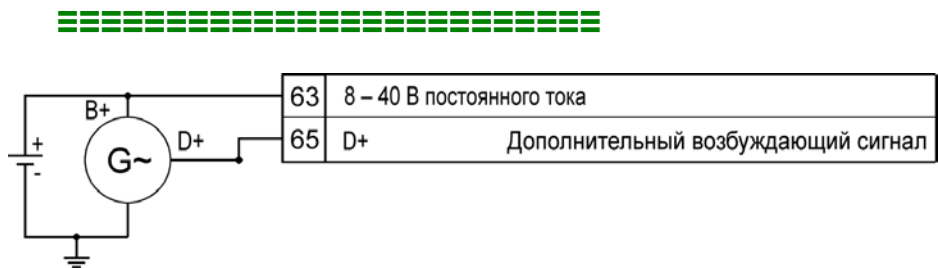 63 8 – 40 В постоянного тока
B+
65 D+ Дополнительный возбуждающий сигнал
D+
+
G~
-